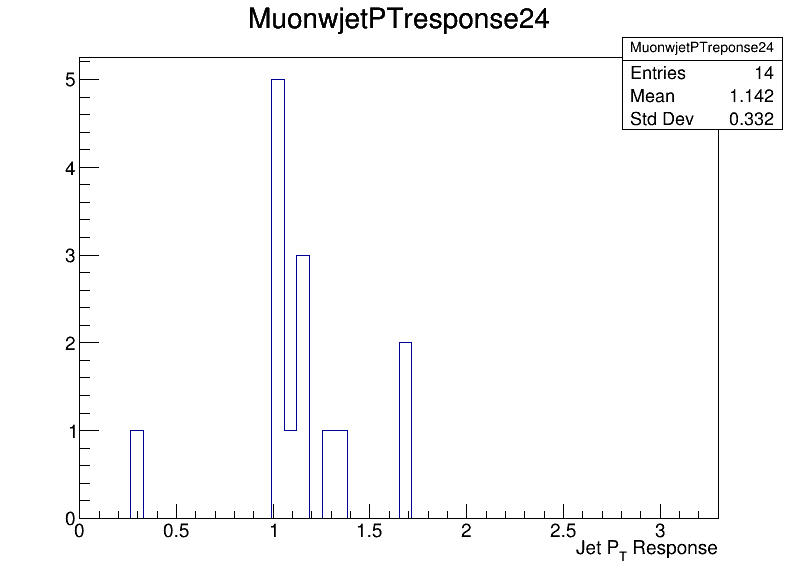 MuonwjetPTresponse24
MuonwjetPTreponse24
Entries 14
Mean 1.142
Std Dev 0.332
5
4
3
2
1
0
0 0.5 1 1.5 2 2.5 3
Jet PT Response